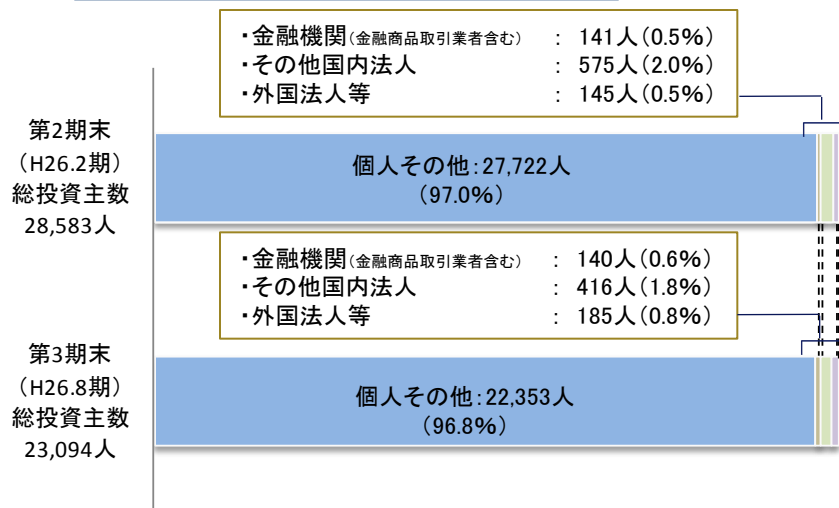 ・金融機関(金融商品取引業者含む) : 141人(0.5%)
・その他国内法人 : 575人(2.0%)
・外国法人等 : 145人(0.5%)
第2期末
(H26.2期)
総投資主数
28,583人
個人その他:27,722人
(97.0%)
・金融機関(金融商品取引業者含む) : 140人(0.6%)
・その他国内法人 : 416人(1.8%)
・外国法人等 : 185人(0.8%)
第3期末
(H26.8期)
総投資主数
23,094人
個人その他:22,353人
(96.8%)